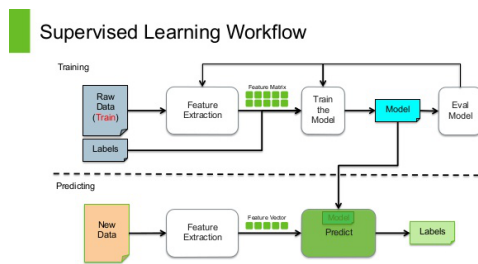 Supervised Learning Workflow
Training
Raw
Data
(Train)
Labels
Feature
Extraction
Feature Matrix
Train
the
Model
Model
Eval
Model
Predicting
New
Data
Feature
Extraction
Feature Vector
Model
Predict
Labels